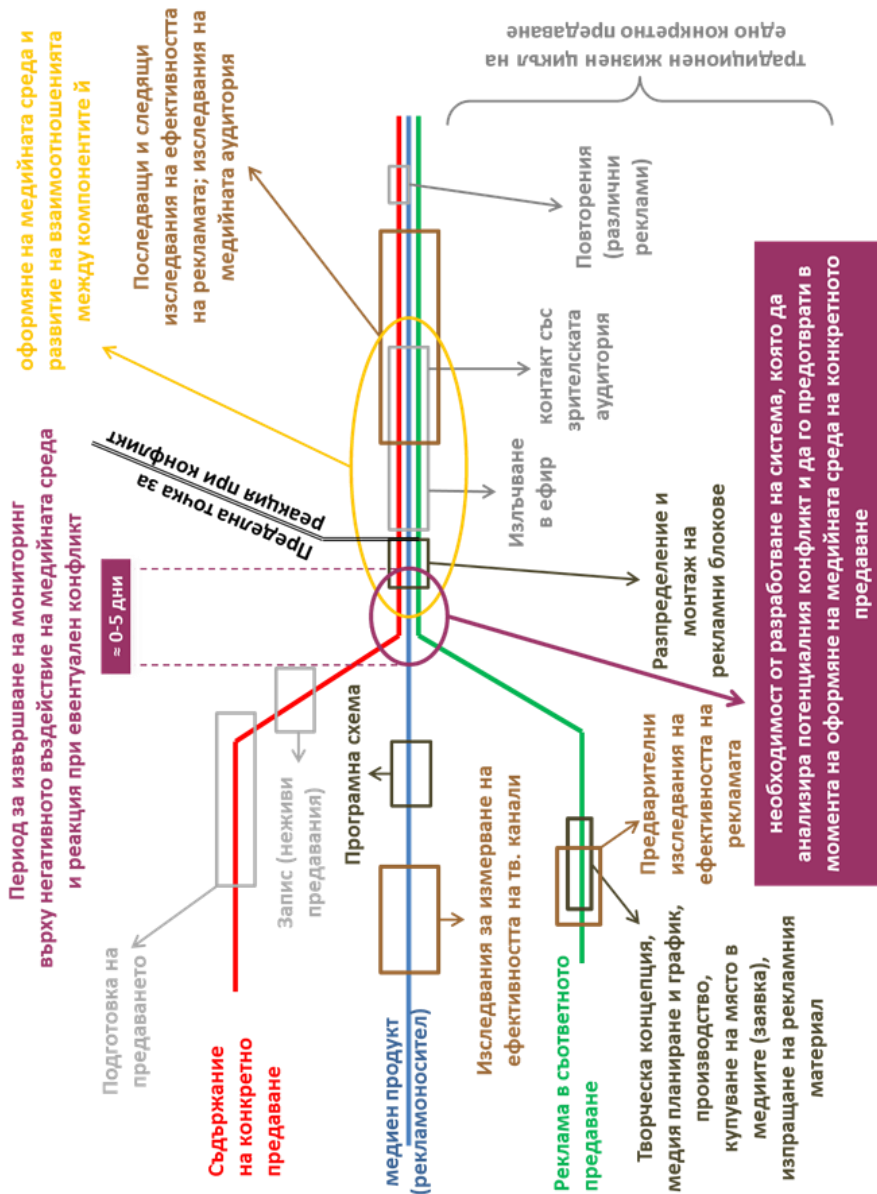 Период за извършване на мониторинг
върху негативното въздействие на медийната среда
и реакция при евентуален конфликт
оформяне на медийната среда и
развитие на взаимоотношенията
между компонентите ѝ
≈ 0-5 дни
Пределна точка за
реакция при конфликт
Последващи и следящи
изследвания на ефективността
на рекламата; изследвания на
медийната аудитория
Подготовка на
предаването
Съдържание
на конкретно
предаване
Запис (неживи
предавания)
Програмна схема
медиен продукт
(рекламоносител)
Изследвания за измерване на
ефективността на тв. канали
Излъчване
в ефир
контакт със
зрителската
аудитория
Повторения
(различни
реклами)
традиционен жизнен цикъл на
едно конкретно предаване
Реклама в съответното
предаване
Разпределение и
монтаж на
рекламни блокове
Предварителни
изследвания на
ефективността на
рекламата
Творческа концепция,
медия планиране и график,
производство,
купуване на място в
медиите (заявка),
изпращане на рекламния
материал
необходимост от разработване на система, която да
анализира потенциалния конфликт и да го предотврати в
момента на оформяне на медийната среда на конкретното
предаване